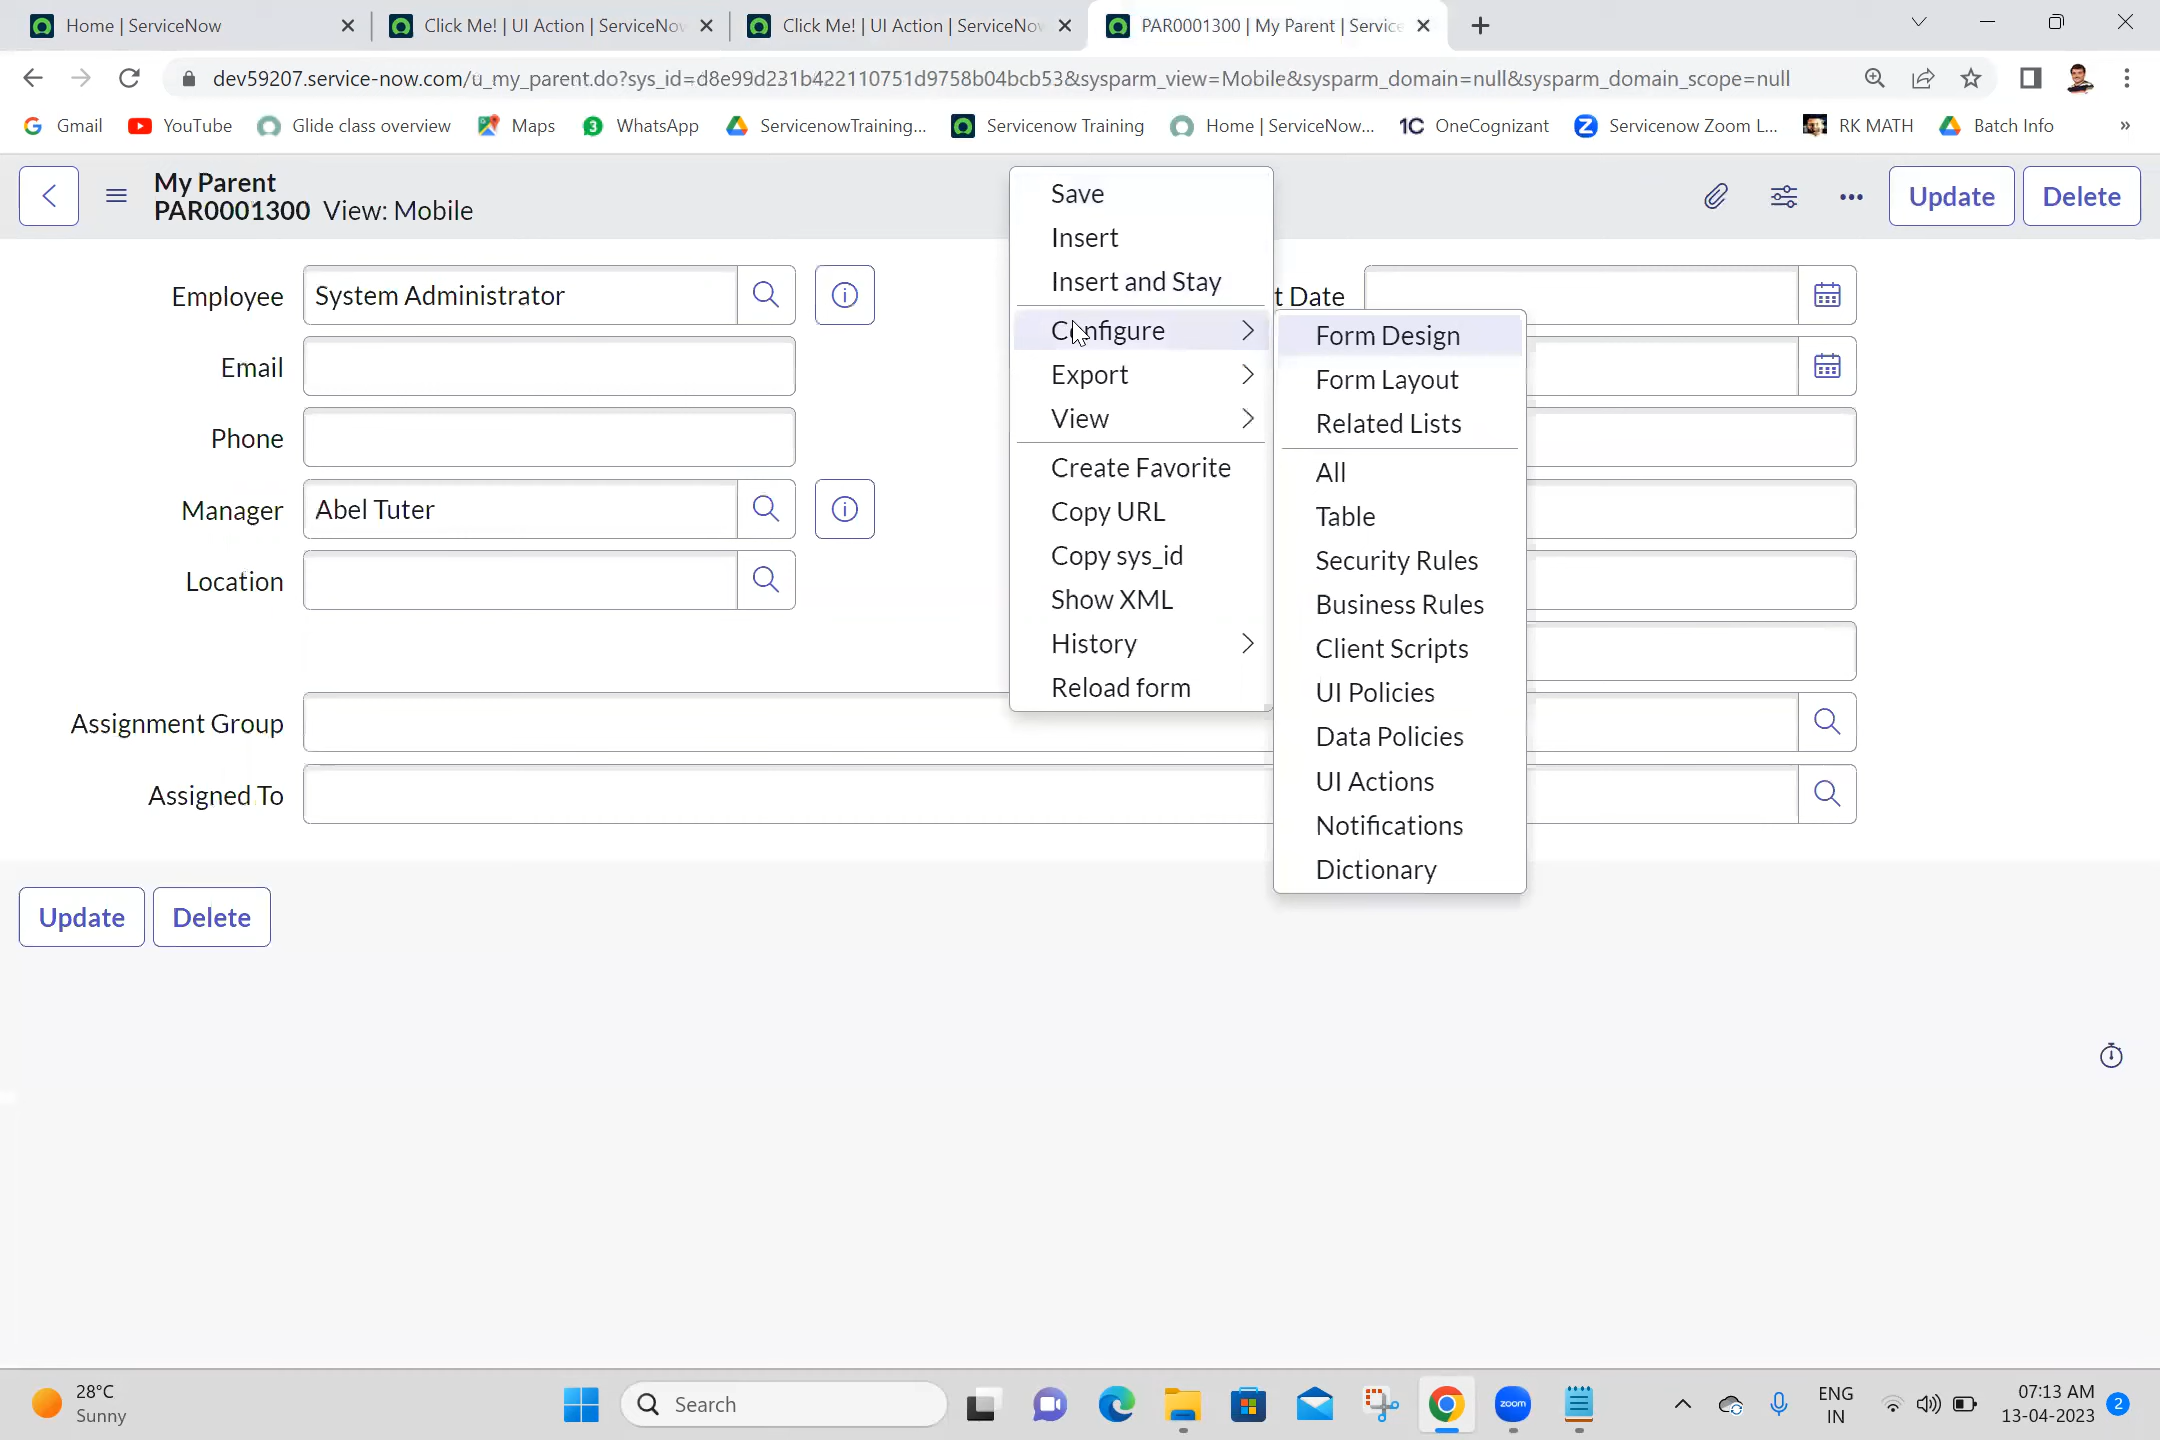 Home | ServiceNow
Click Me! | UI Action | ServiceNow
Click Me! | UI Action | ServiceNow
PAR0001300 | My Parent | Service
dev59207.service-now.com/u_my_parent.do?sys_id=d8e99d231b422110751d9758b04bcb53&sysparm_view=Mobile&sysparm_domain=null&sysparm_domain_scope=null
Gmail
YouTube
Glide class overview
Maps
3 WhatsApp
ServicenowTraining...
Servicenow Training
Home | ServiceNow...
1C OneCognizant
Z Servicenow Zoom L...
RK MATH
Batch Info
»
My Parent
PAR0001300 View: Mobile
Update
Delete
Save
Insert
Insert and Stay
Configure
Export
View
Create Favorite
Copy URL
Copy sys_id
Show XML
History
Reload form
Form Design
Form Layout
Related Lists
All
Table
Security Rules
Business Rules
Client Scripts
UI Policies
Data Policies
UI Actions
Notifications
Dictionary
Employee System Administrator
t Date
Email
Phone
Manager Abel Tuter
Location
Assignment Group
Assigned To
Update
Delete
28°C
Sunny
Search
zoom
ENG
IN
07:13 AM
13-04-2023
2